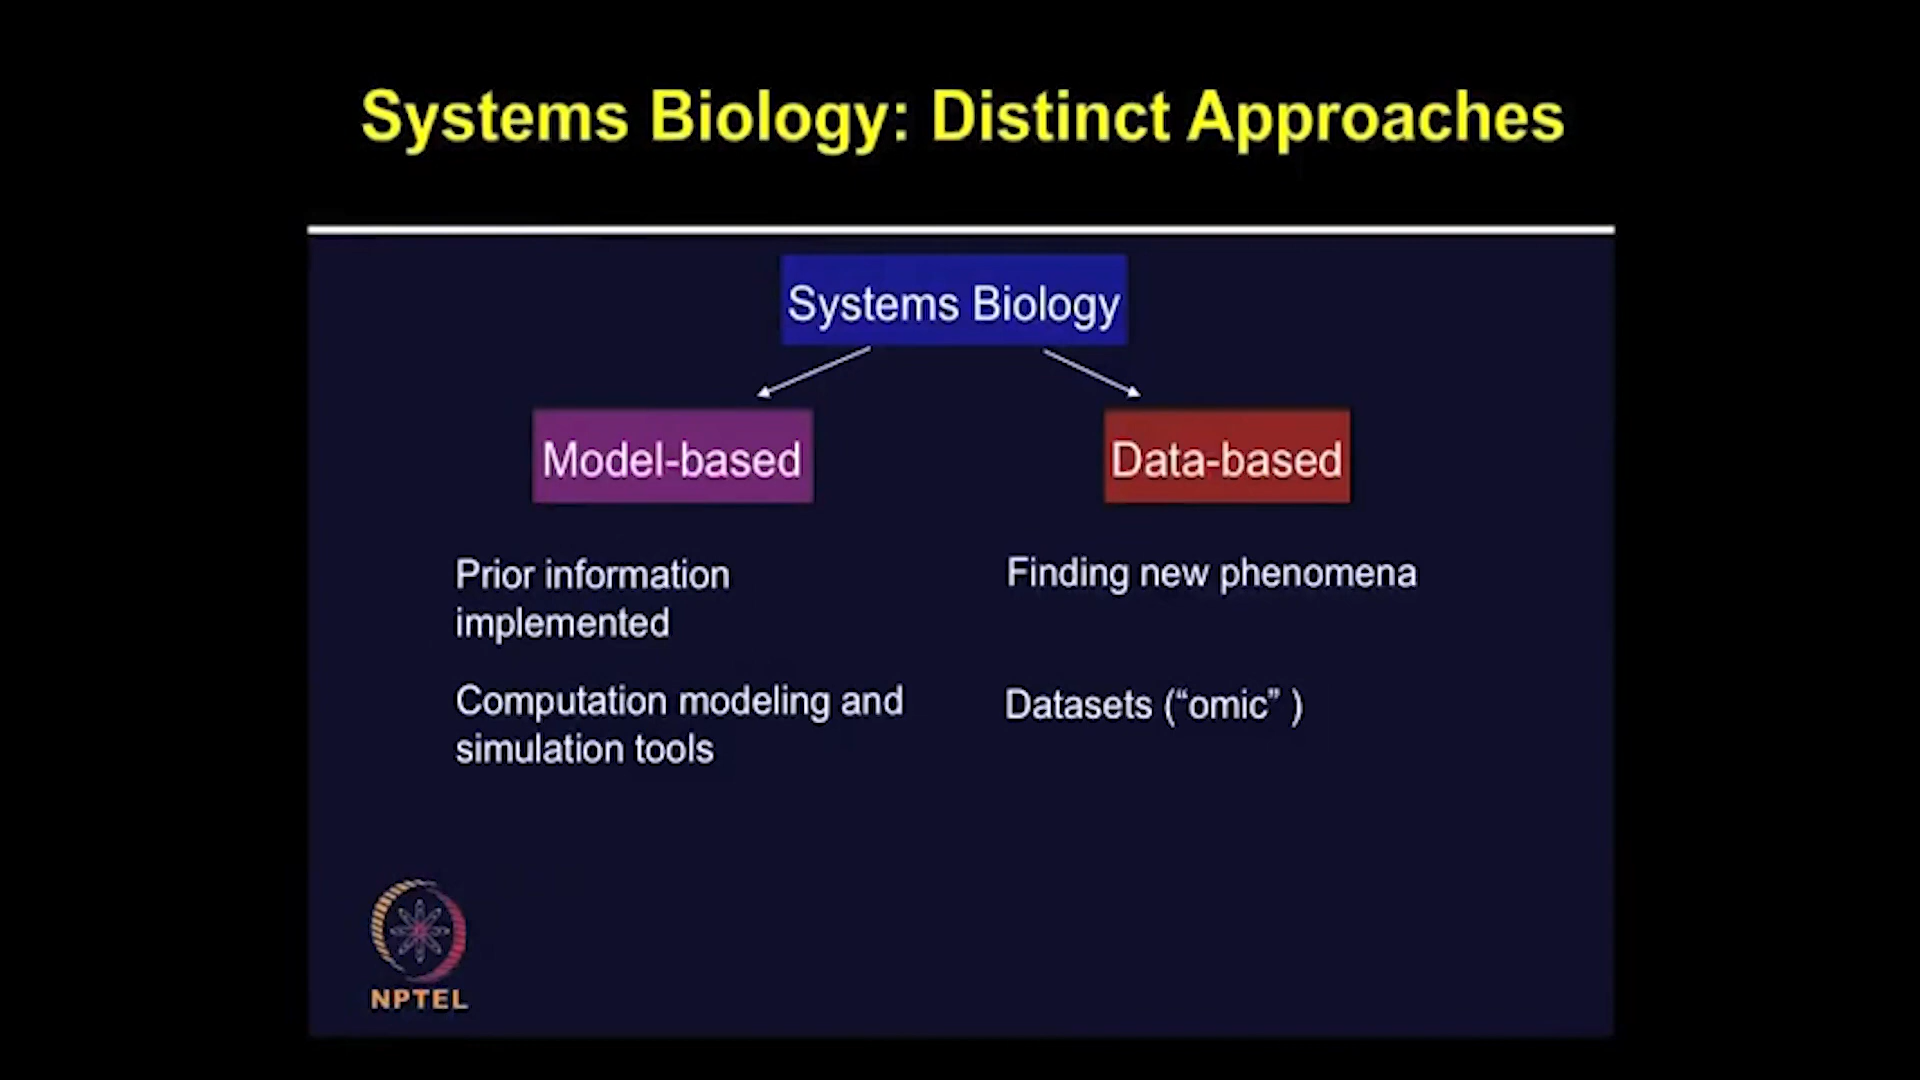 Systems Biology: Distinct Approaches
Systems Biology
Model-based
Data-based
Prior information
implemented
Computation modeling and
simulation tools
Finding new phenomena
Datasets (“omic” )
NPTEL